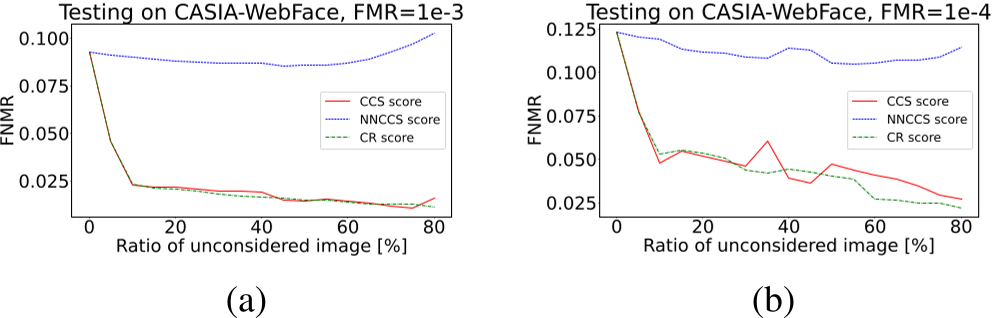 Testing on CASIA-WebFace, FMR=1e-3
0.100
0.075
0.050
0.025
FNMR
CCS score
NNCCS score
CR score
0 20 40 60 80
Ratio of unconsidered image [%]
(a)
Testing on CASIA-WebFace, FMR=1e-4
0.125
0.100
0.075
0.050
0.025
FNMR
CCS score
NNCCS score
CR score
0 20 40 60 80
Ratio of unconsidered image [%]
(b)